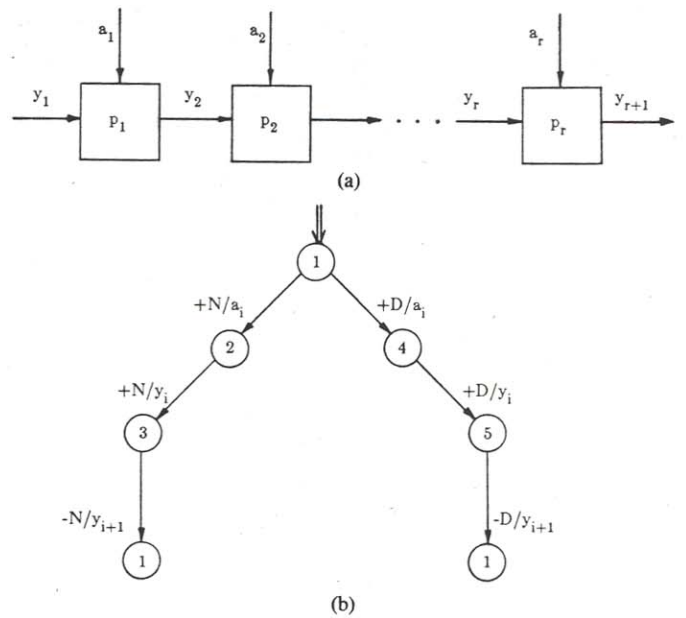 a1 a2 ar
y1 p1 y2 p2 . . . yr pr yr+1
(a)
1
+N/ai +D/ai
2 4
+N/yi +D/yi
3 5
-N/yi+1 -D/yi+1
1 1
(b)